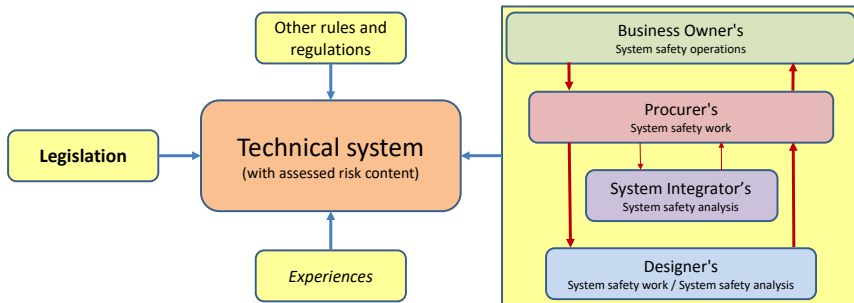 Other rules and
regulations
Legislation
Technical system
(with assessed risk content)
Experiences
Business Owner's
System safety operations
Procurer's
System safety work
System Integrator’s
System safety analysis
Designer's
System safety work / System safety analysis